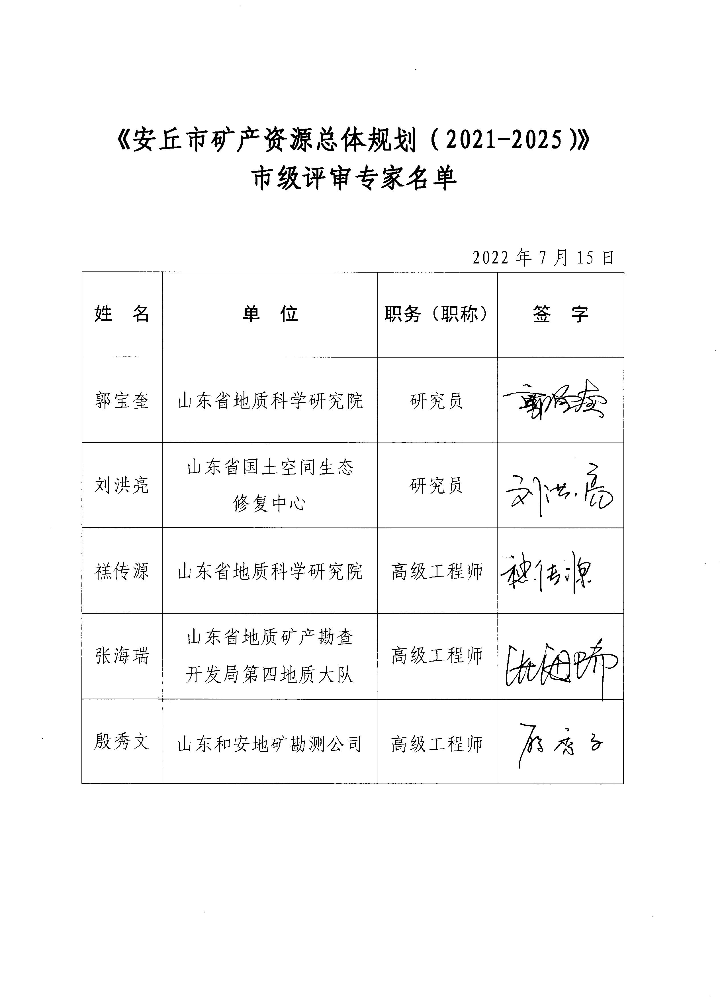 《安丘市矿产资源总体规划（2021-2025）》
市级评审专家名单
2022 年 7 月 15 日
姓 名 单 位 职务（职称） 签 字
郭宝奎 山东省地质科学研究院 研究员 郭宝奎
刘洪亮 山东省国土空间生态
修复中心 研究员 刘洪亮
禚传源 山东省地质科学研究院 高级工程师 禚传源
张海瑞 山东省地质矿产勘查
开发局第四地质大队 高级工程师 张海瑞
殷秀文 山东和安地矿勘测公司 高级工程师 殷秀文